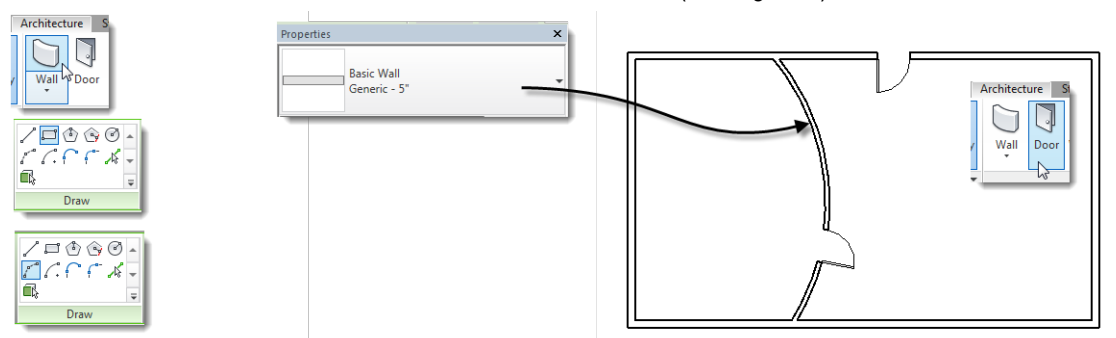 Architecture S
Wall Door
Draw
Draw
Properties x
Basic Wall
Generic - 5"
Architecture S
Wall Door